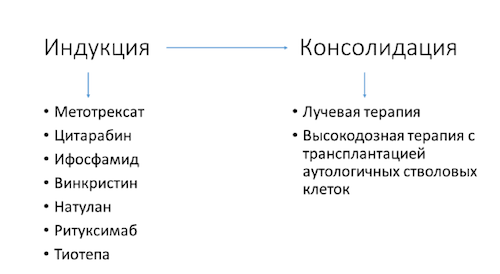 Индукция
Консолидация
• Метотрексат
• Цитарабин
• Ифосфамид
• Винкристин
• Натулан
• Ритуксимаб
• Тиотепа
• Лучевая терапия
• Высокодозная терапия с
трансплантацией
аутологичных стволовых
клеток